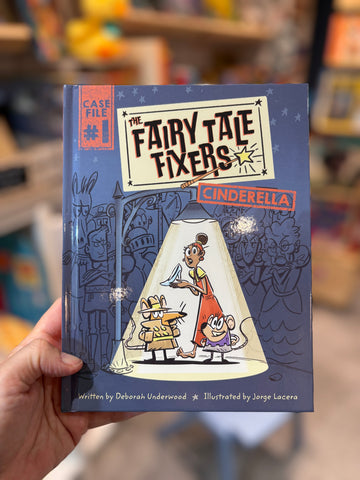 CASE
FILE
#1
THE
FAIRY TALE
FIXERS
CINDERELLA
Written by Deborah Underwood ★ Illustrated by Jorge Lacera